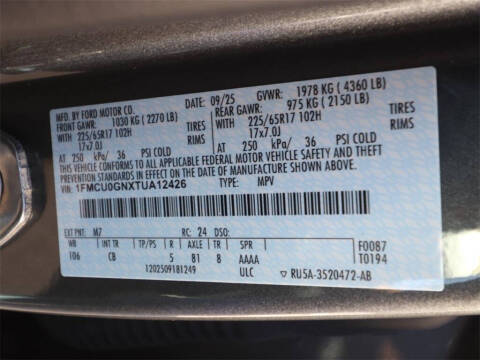 MFD. BY FORD MOTOR CO. DATE: 09/25 GVWR: 1978 KG ( 4360 LB)
FRONT GAWR: 1030 KG ( 2270 LB) REAR GAWR: 975 KG ( 2150 LB)
WITH 225/65R17 102H TIRES WITH 225/65R17 102H TIRES
17x7.0J RIMS 17x7.0J RIMS
AT 250 kPa/ 36 PSI COLD AT 250 kPa/ 36 PSI COLD
THIS VEHICLE CONFORMS TO ALL APPLICABLE FEDERAL MOTOR VEHICLE SAFETY AND THEFT
PREVENTION STANDARDS IN EFFECT ON THE DATE OF MANUFACTURE SHOWN ABOVE.
1FMCU0GNXTUA12426 TYPE: MPV
M7 RC: 24 DSO:
WB INT TR TP/PS R AXLE TR SPR F0087
106 CB 5 81 8 AAAA T0194
120250918I249 ULC ▽ RU5A-3520472-AB